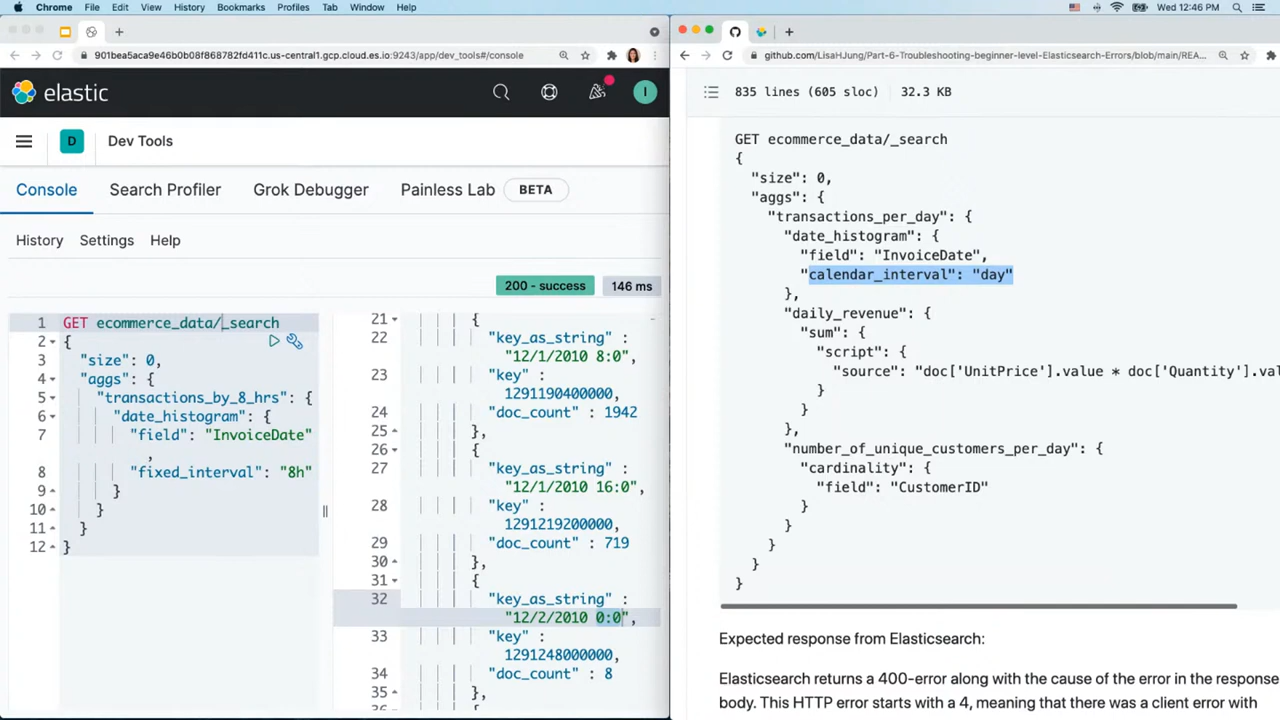 Chrome File Edit View History Bookmarks Profiles Tab Window Help
Wed 12:46 PM
901bea5aca9e46b0b08f868782fd411c.us-central1.gcp.cloud.es.io:9243/app/dev_tools#/console
elastic
I
D
Dev Tools
Console
Search Profiler
Grok Debugger
Painless Lab
BETA
History
Settings
Help
200 - success
146 ms
1 GET ecommerce_data/_search
2 {
3 "size": 0,
4 "aggs": {
5 "transactions_by_8_hrs": {
6 "date_histogram": {
7 "field": "InvoiceDate"
,
8 "fixed_interval": "8h"
9 }
10 }
11 }
12 }
21 {
22 "key_as_string" :
"12/1/2010 8:0",
23 "key" :
1291190400000,
24 "doc_count" : 1942
25 },
26 {
27 "key_as_string" :
"12/1/2010 16:0",
28 "key" :
1291219200000,
29 "doc_count" : 719
30 },
31 {
32 "key_as_string" :
"12/2/2010 0:0",
33 "key" :
1291248000000,
34 "doc_count" : 8
35 },
github.com/LisaHJung/Part-6-Troubleshooting-beginner-level-Elasticsearch-Errors/blob/main/REA...
835 lines (605 sloc) 32.3 KB
GET ecommerce_data/_search
{
"size": 0,
"aggs": {
"transactions_per_day": {
"date_histogram": {
"field": "InvoiceDate",
"calendar_interval": "day"
},
"daily_revenue": {
"sum": {
"script": {
"source": "doc['UnitPrice'].value * doc['Quantity'].val
}
}
},
"number_of_unique_customers_per_day": {
"cardinality": {
"field": "CustomerID"
}
}
}
}
}
Expected response from Elasticsearch:
Elasticsearch returns a 400-error along with the cause of the error in the response
body. This HTTP error starts with a 4, meaning that there was a client error with